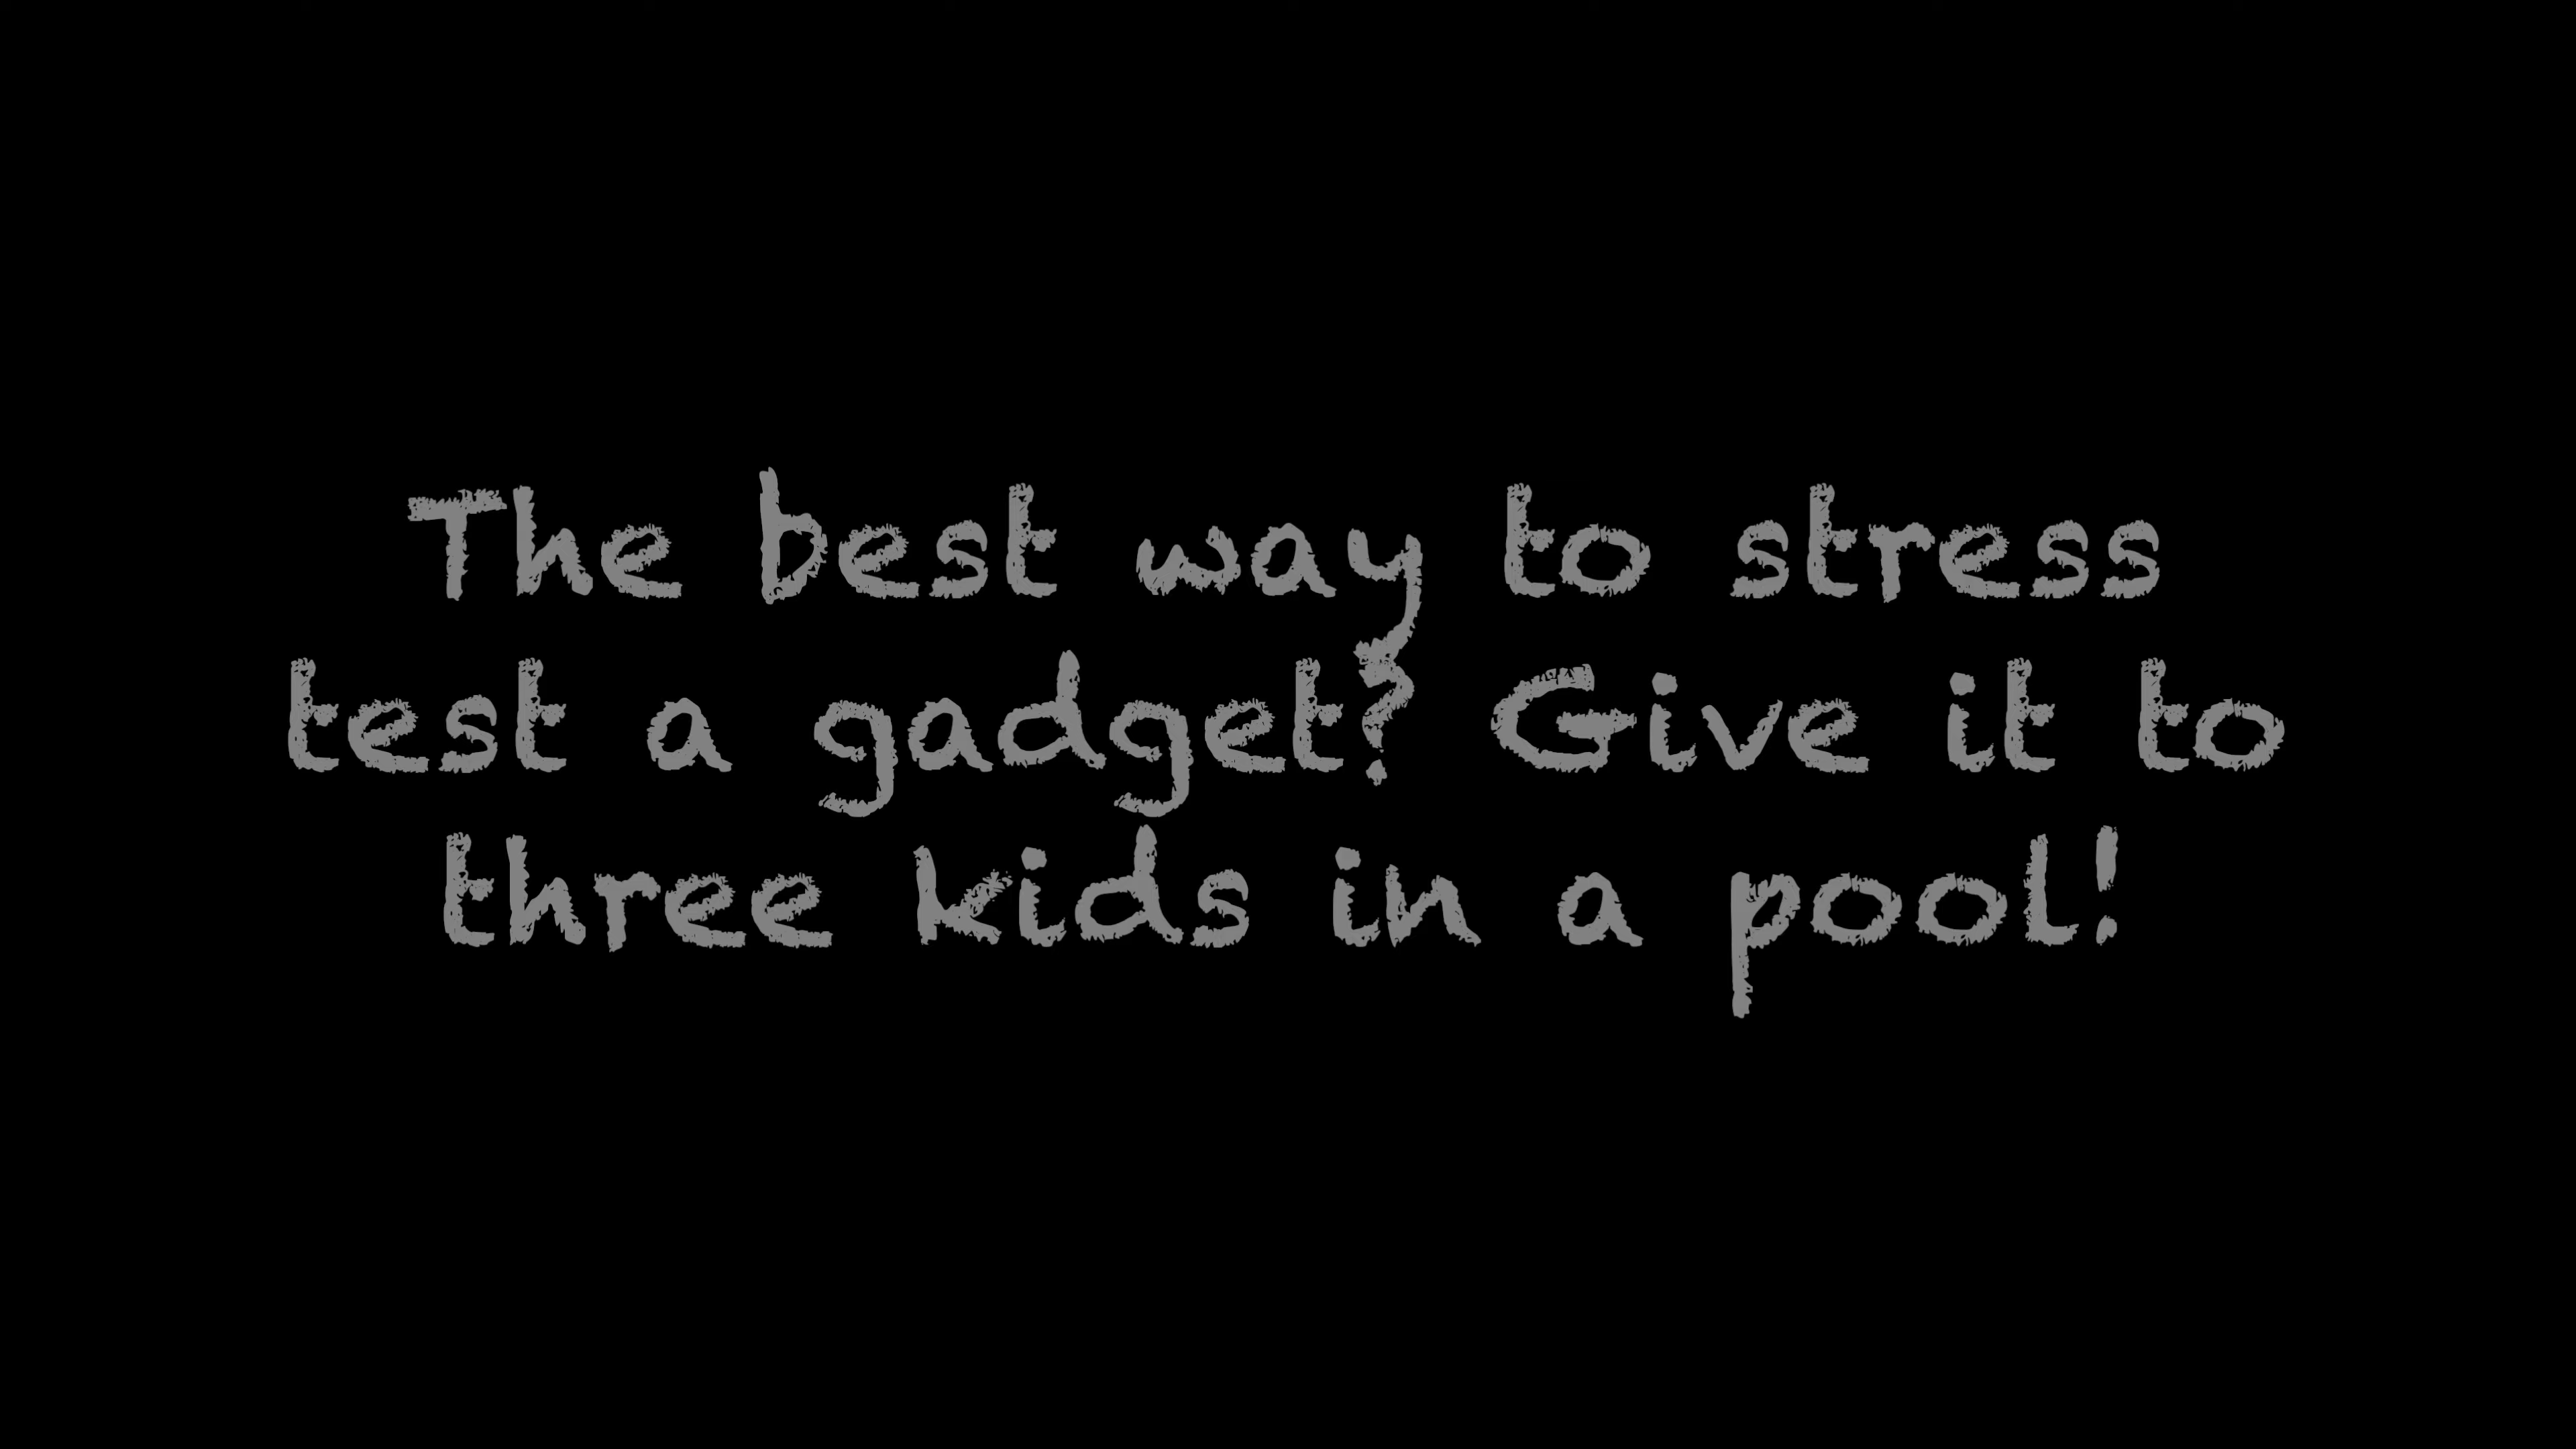 The best way to stress
test a gadget? Give it to
three kids in a pool!